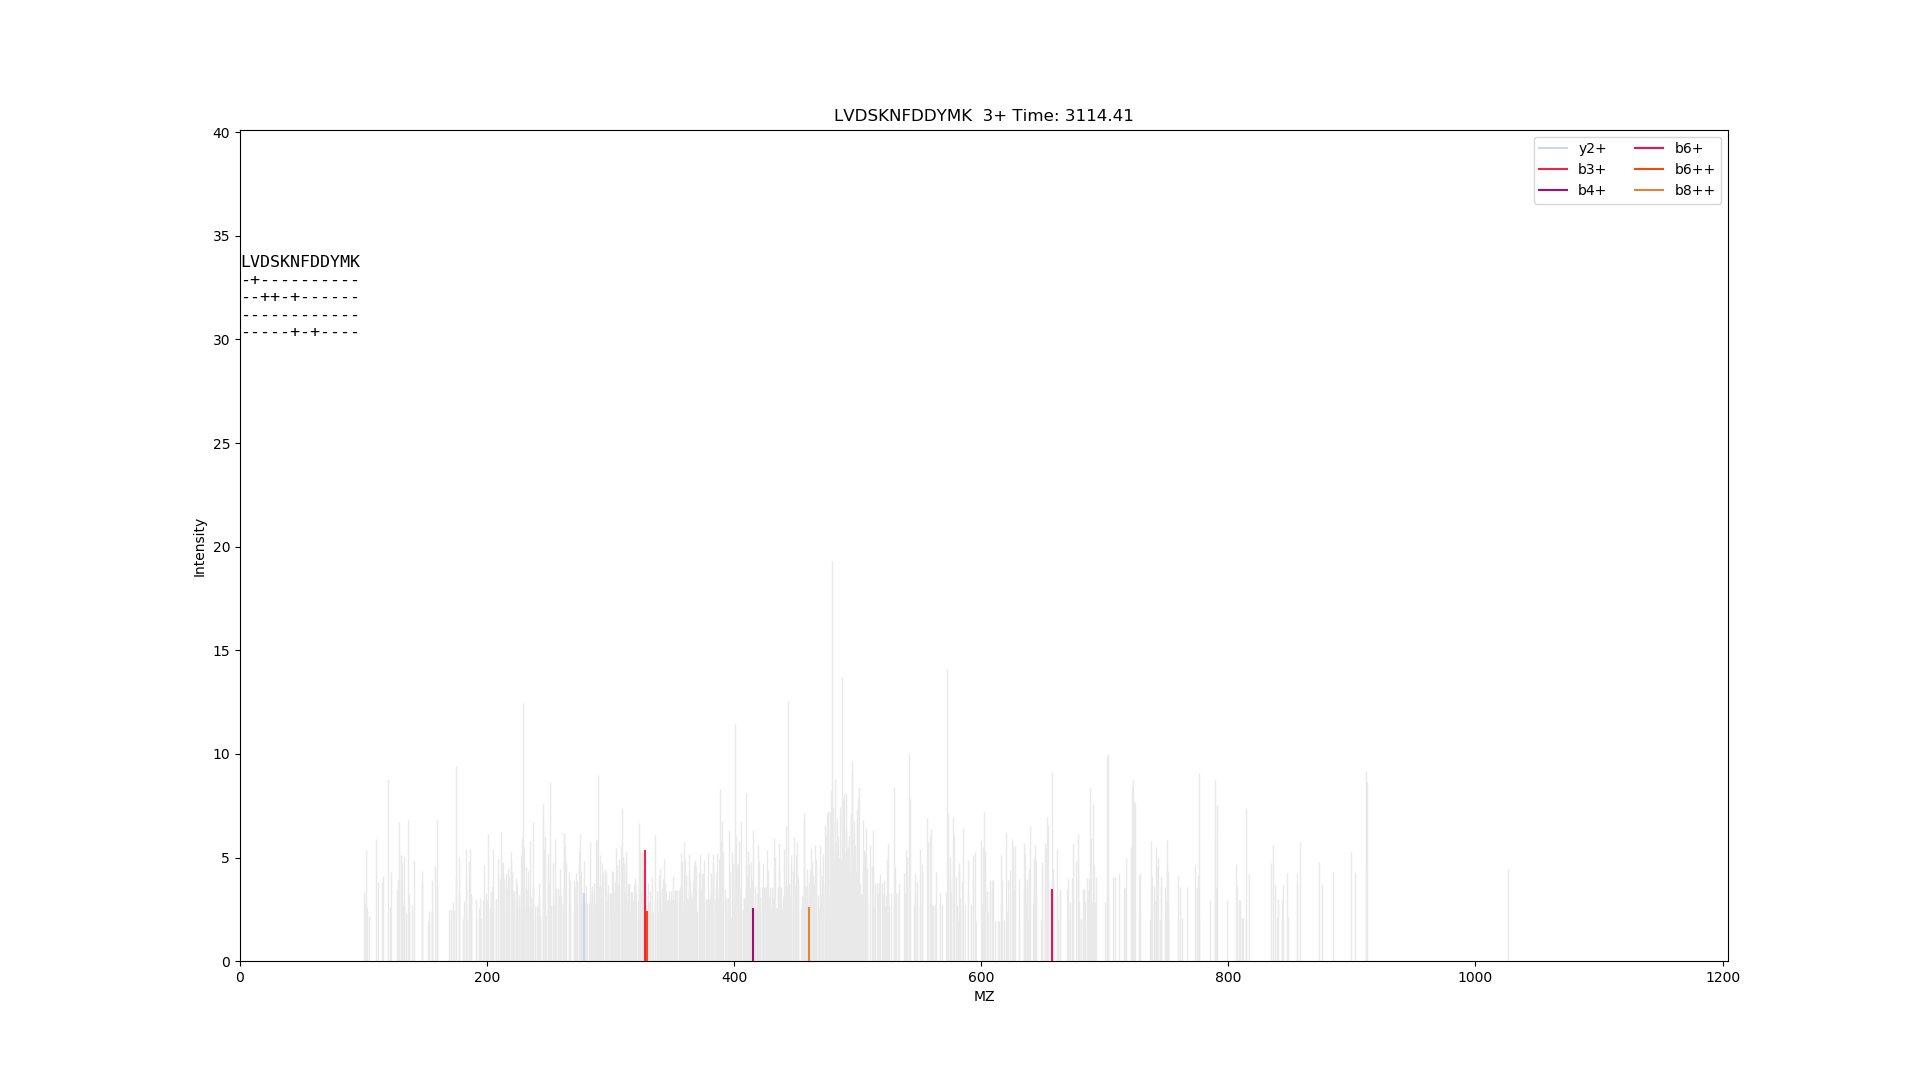 LVDSKNFDDYMK  3+ Time: 3114.41
40
35
30
25
20
15
10
5
0
Intensity
y2+
b3+
b4+
b6+
b6++
b8++
LVDSKNFDDYMK
-+----------
--++-+------
------------
-----+-+----
0
200
400
600
800
1000
1200
MZ